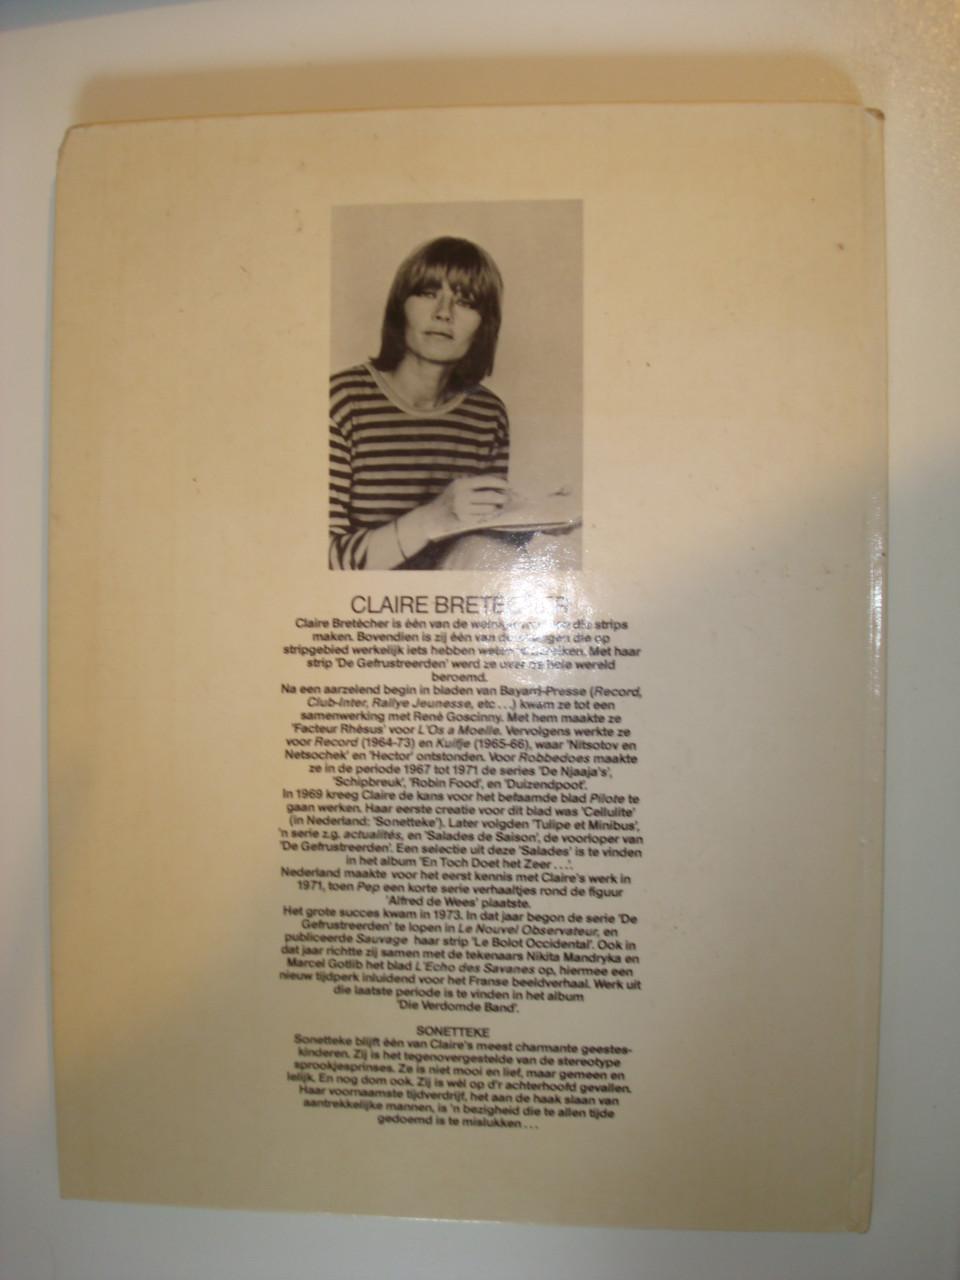 CLAIRE BRETÉCHER
Claire Bretécher is één van de die strips
maken. Bovendien is zij één van die op
stripgebied werkelijk iets hebben Met haar
strip 'De Gefrustreerden' werd ze over de hele wereld
beroemd.
Na een aarzelend begin in bladen van Bayam-Presse (Record,
Club-Inter, Rallye Jeunesse, etc...) kwam ze tot een
samenwerking met René Goscinny. Met hem maakte ze
'Facteur Rhésus' voor L'Os a Moelle. Vervolgens werkte ze
voor Record (1964-73) en Kuifje (1965-66), waar 'Nitsotov en
Netsochek' en 'Hector' ontstonden. Voor Robbedoes maakte
ze in de periode 1967 tot 1971 de series 'De Njaaja's',
'Schipbreuk', 'Robin Food', en 'Duizendpoot'.
In 1969 kreeg Claire de kans voor het befaamde blad Pilote te
gaan werken. Haar eerste creatie voor dit blad was 'Cellulite'
(in Nederland: 'Sonetteke'). Later volgden 'Tulipe et Minibus',
'n serie z.g. actualités, en 'Salades de Saison', de voorloper van
'De Gefrustreerden'. Een selectie uit deze 'Salades' is te vinden
in het album 'En Toch Doet het Zeer...'.
Nederland maakte voor het eerst kennis met Claire's werk in
1971, toen Pep een korte serie verhaaltjes rond de figuur
'Alfred de Wees' plaatste.
Het grote succes kwam in 1973. In dat jaar begon de serie 'De
Gefrustreerden' te lopen in Le Nouvel Observateur, en
publiceerde Sauvage haar strip 'Le Bolot Occidental'. Ook in
dat jaar richtte zij samen met de tekenaars Nikita Mandryka en
Marcel Gotlib het blad L'Echo des Savanes op, hiermee een
nieuw tijdperk inluidend voor het Franse beeldverhaal. Werk uit
die laatste periode is te vinden in het album
'Die Verdomde Band'.
SONETTEKE
Sonetteke blijft één van Claire's meest charmante geestes-
kinderen. Zij is het tegenovergestelde van de stereotype
sprookjesprinses. Ze is niet mooi en lief, maar gemeen en
lelijk. En nog dom ook. Zij is wél op d'r achterhoofd gevallen.
Haar voornaamste tijdverdrijf, het aan de haak slaan van
aantrekkelijke mannen, is 'n bezigheid die te allen tijde
gedoemd is te mislukken...